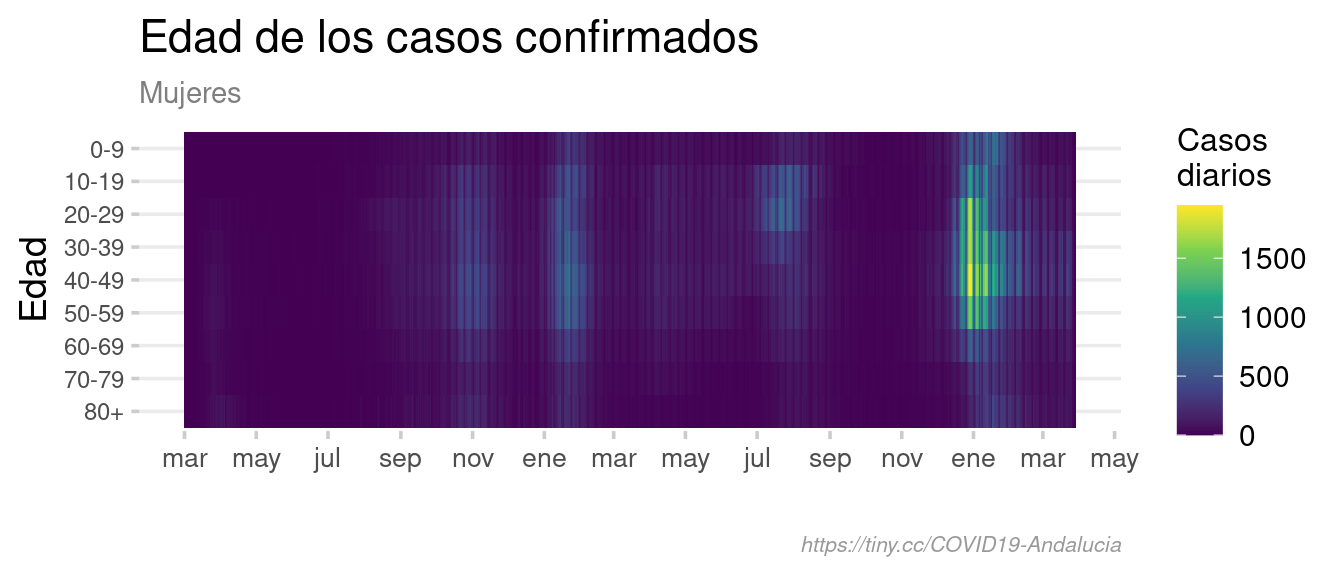 Edad de los casos confirmados
Mujeres
Edad
0-9
10-19
20-29
30-39
40-49
50-59
60-69
70-79
80+
mar may jul sep nov ene mar may jul sep nov ene mar may
Casos
diarios
1500
1000
500
0
https://tiny.cc/COVID19-Andalucia